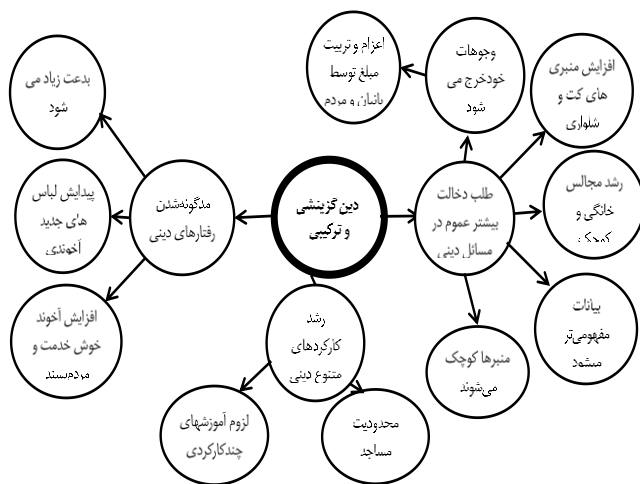 اعزام و تربیت
مبلغ توسط
بانیان و مردم
وجوهات
خودخرج می
شود
افزایش منبری
های کت و
شلواری
بدعت زیاد می
شود
رشد مجالس
خانگی و
کوچک
طلب دخالت
بیشتر عموم در
مسائل دینی
دین گزینشی
و ترکیبی
مدگونه‌شدن
رفتارهای دینی
پیدایش لباس
های جدید
آخوندی
بیانات
مفهومی‌تر
میشود
افزایش آخوند
خوش خدمت و
مردم‌پسند
رشد
کارکردهای
متنوع دینی
منبرها کوچک
می‌شوند
لزوم آموزشهای
چندکارکردی
محدودیت
مساجد